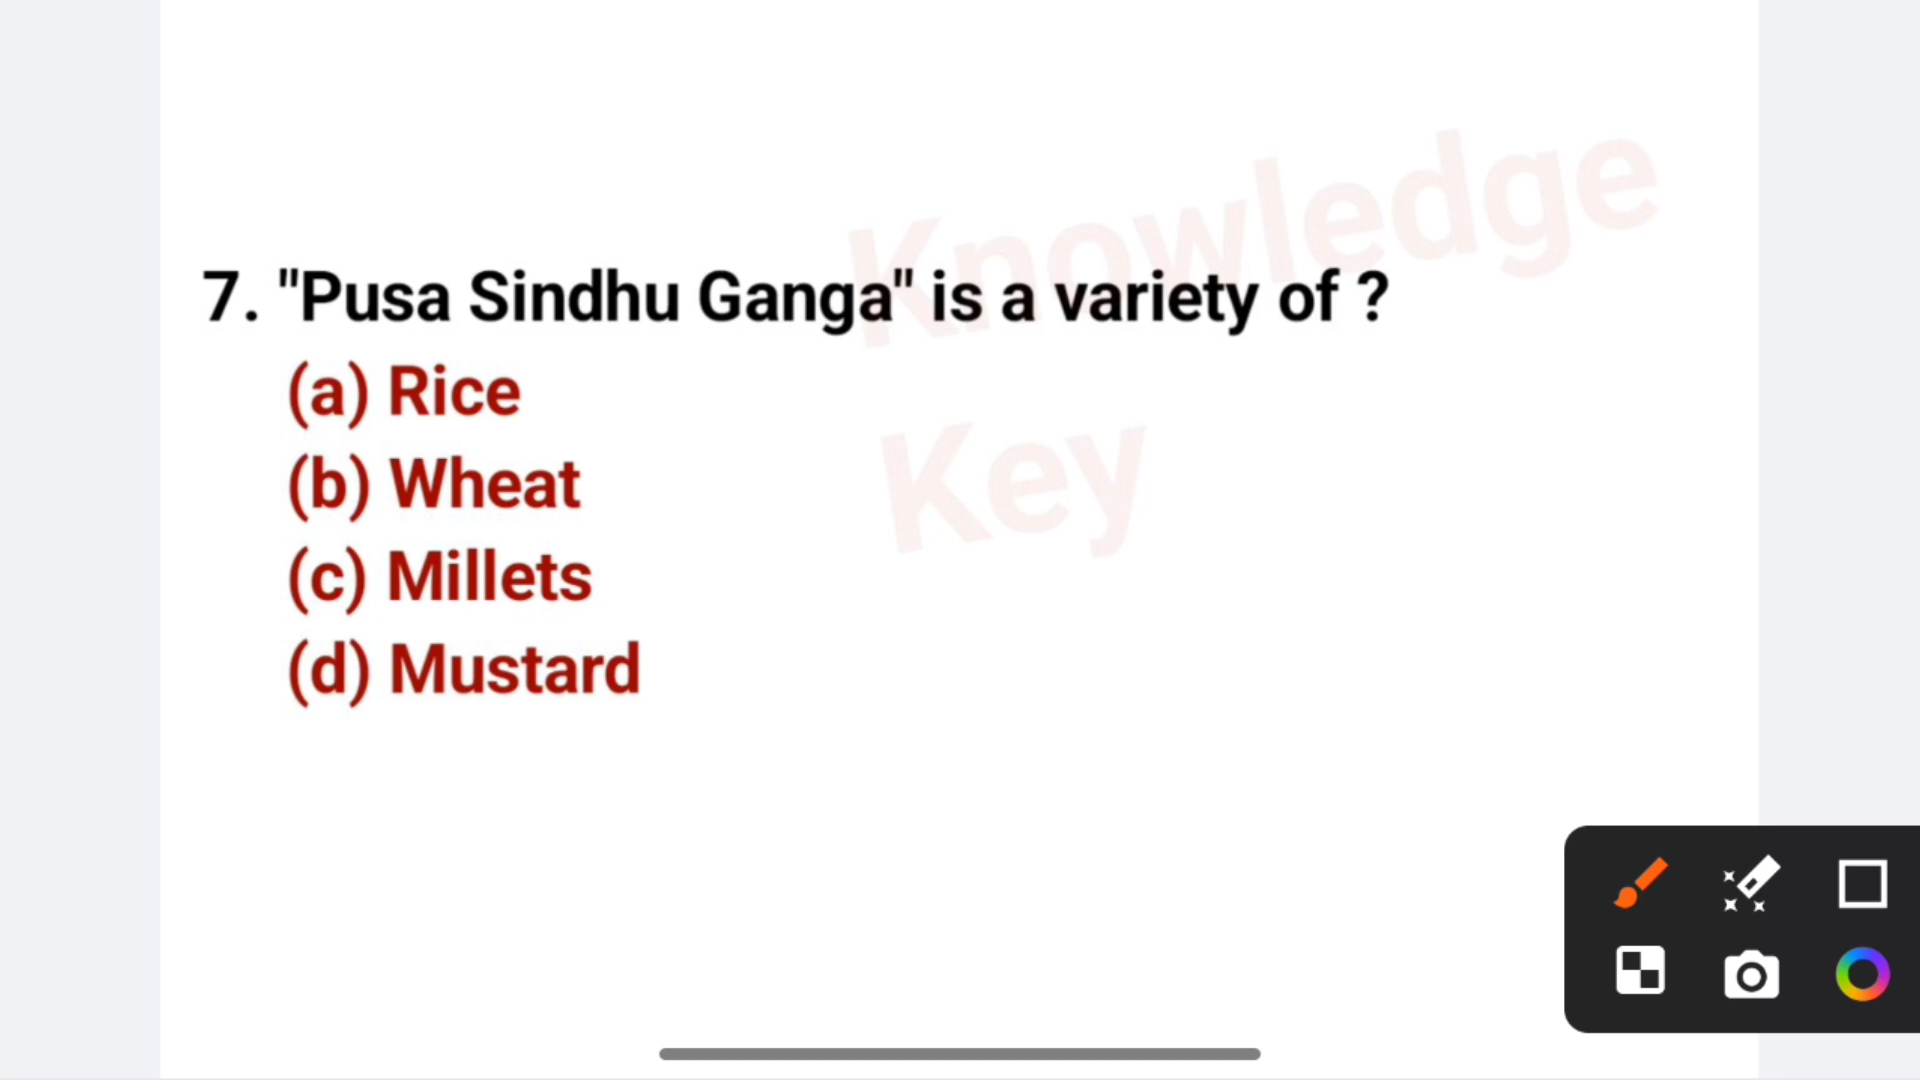 Knowledge
Key
7. "Pusa Sindhu Ganga" is a variety of ?
(a) Rice
(b) Wheat
(c) Millets
(d) Mustard